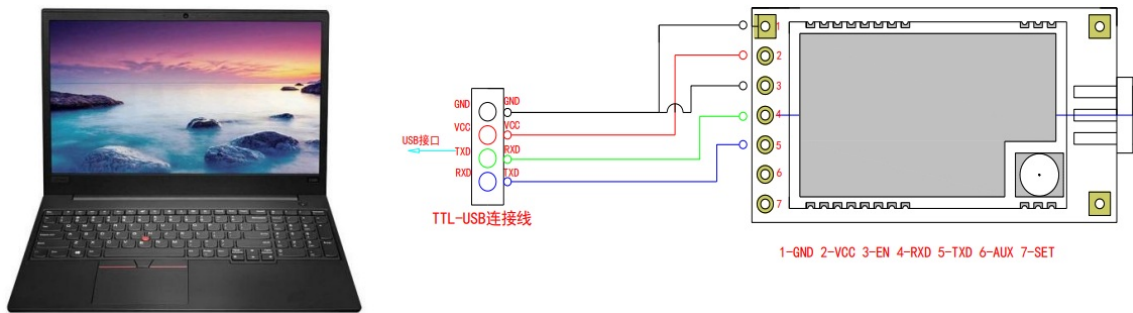 GND GND
VCC VCC
USB接口 TXD RXD
RXD TXD
TTL-USB连接线
1
2
3
4
5
6
7
1-GND 2-VCC 3-EN 4-RXD 5-TXD 6-AUX 7-SET